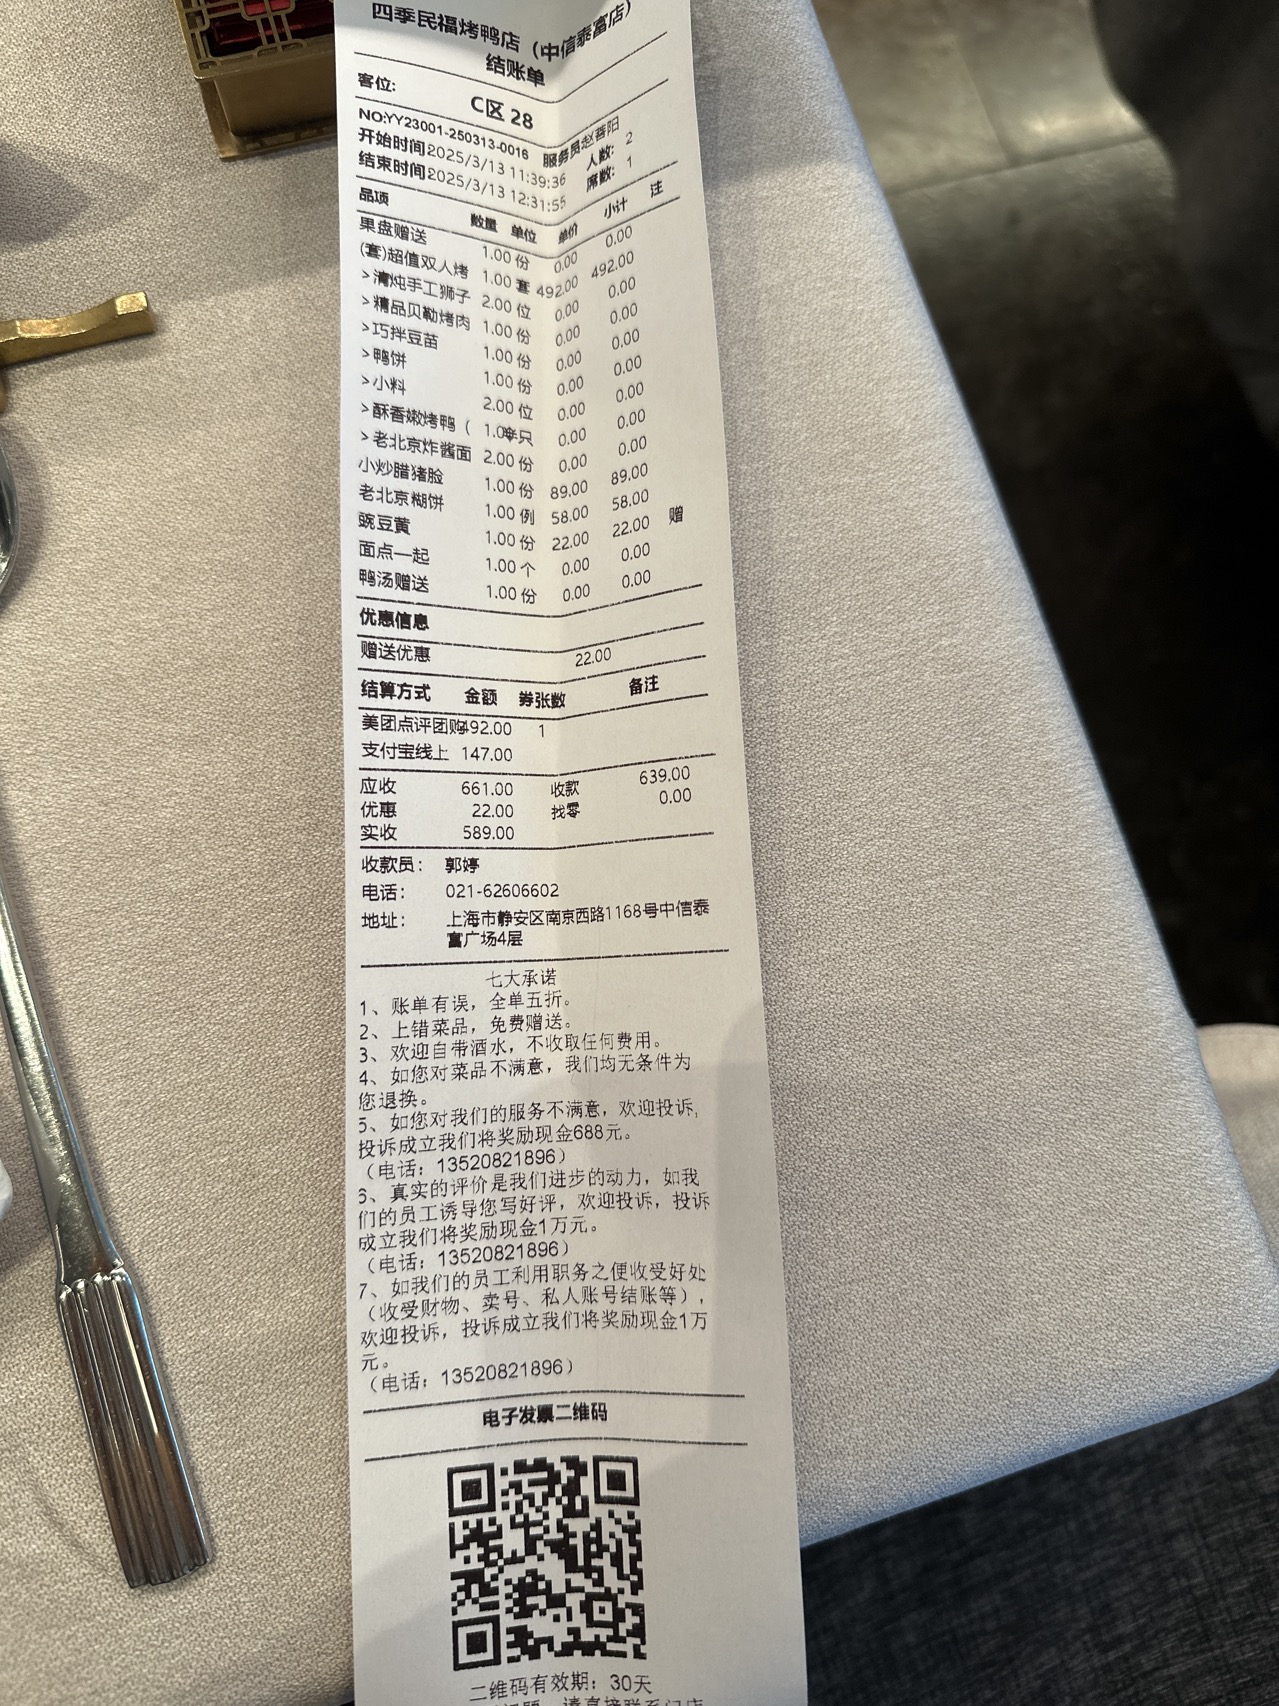 四季民福烤鸭店（中信泰富店）
结账单
客位: C区 28
NO:YY23001-250313-0016 服务员赵蓉阳
开始时间2025/3/13 11:39:36 人数: 2
结束时间2025/3/13 12:31:55 席数: 1
品项 数量 单位 单价 小计 注
果盘赠送 1.00 份 0.00 0.00
(套)超值双人烤 1.00 套 492.00 492.00
>清炖手工狮子 2.00 位 0.00 0.00
>精品贝勒烤肉 1.00 份 0.00 0.00
>巧拌豆苗 1.00 份 0.00 0.00
>鸭饼 1.00 份 0.00 0.00
>小料 2.00 位 0.00 0.00
>酥香嫩烤鸭（ 1.00半只 0.00 0.00
>老北京炸酱面 2.00 份 0.00 0.00
小炒腊猪脸 1.00 份 89.00 89.00
老北京糊饼 1.00 例 58.00 58.00
豌豆黄 1.00 份 22.00 22.00 赠
面点一起 1.00 个 0.00 0.00
鸭汤赠送 1.00 份 0.00 0.00
优惠信息
赠送优惠 22.00
结算方式 金额 券张数 备注
美团点评团购492.00 1
支付宝线上 147.00
应收 661.00 收款 639.00
优惠 22.00 找零 0.00
实收 589.00
收款员： 郭婷
电话： 021-62606602
地址： 上海市静安区南京西路1168号中信泰
富广场4层
七大承诺
1、账单有误，全单五折。
2、上错菜品，免费赠送。
3、欢迎自带酒水，不收取任何费用。
4、如您对菜品不满意，我们均无条件为
您退换。
5、如您对我们的服务不满意，欢迎投诉，
投诉成立我们将奖励现金688元。
（电话：13520821896）
6、真实的评价是我们进步的动力，如我
们的员工诱导您写好评，欢迎投诉，投诉
成立我们将奖励现金1万元。
（电话：13520821896）
7、如我们的员工利用职务之便收受好处
（收受财物、卖号、私人账号结账等），
欢迎投诉，投诉成立我们将奖励现金1万
元。
（电话：13520821896）
电子发票二维码
二维码有效期：30天